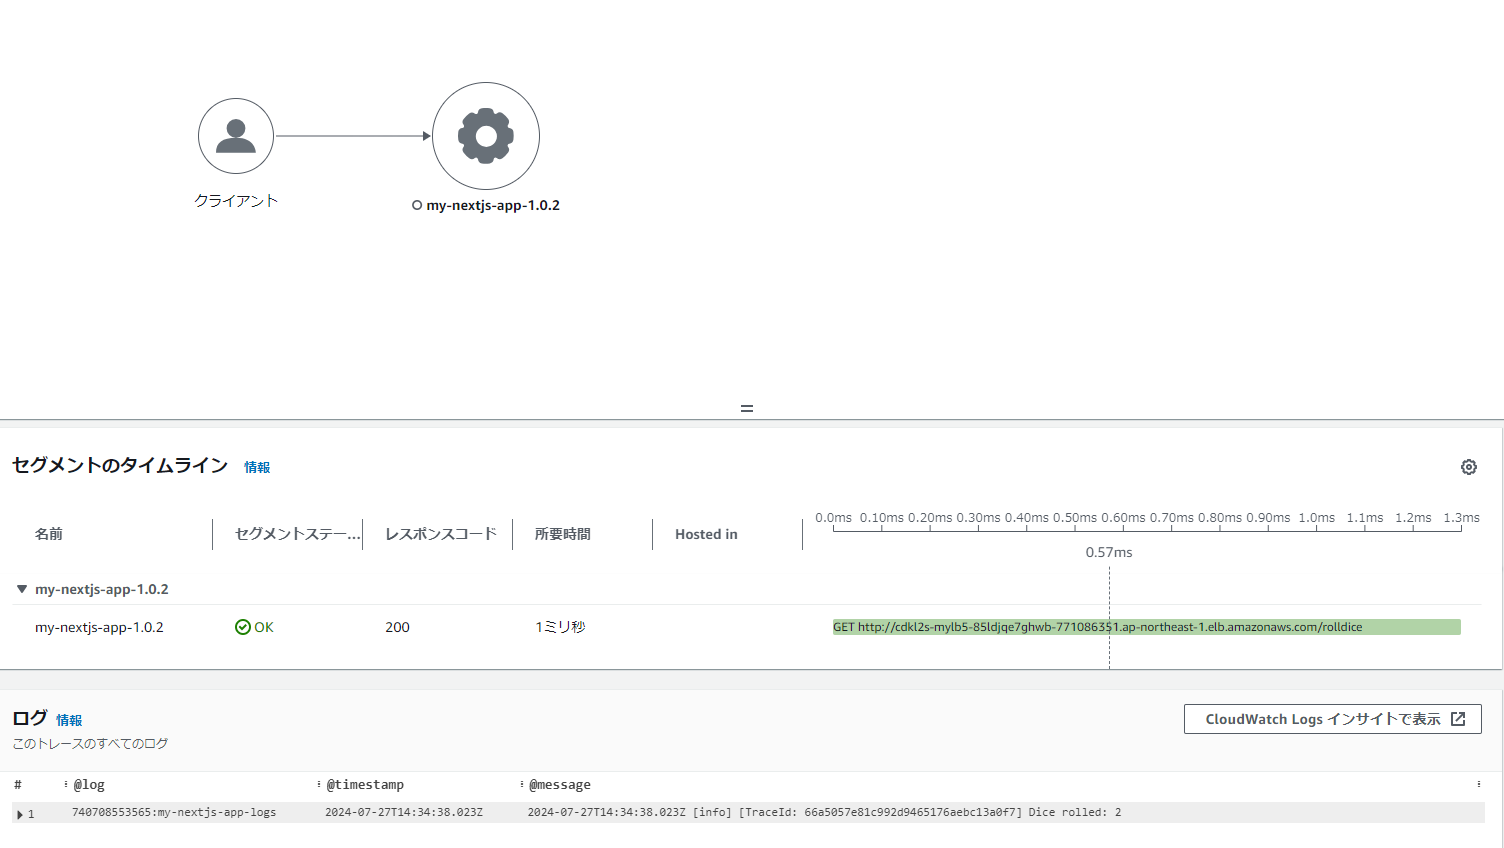 クライアント
my-nextjs-app-1.0.2
セグメントのタイムライン 情報
名前 セグメントステー... レスポンスコード 所要時間 Hosted in
0.0ms 0.10ms 0.20ms 0.30ms 0.40ms 0.50ms 0.60ms 0.70ms 0.80ms 0.90ms 1.0ms 1.1ms 1.2ms 1.3ms
0.57ms
my-nextjs-app-1.0.2
my-nextjs-app-1.0.2 OK 200 1ミリ秒 GET http://cdkl2s-mylb5-85ldjqe7ghwb-771086351.ap-northeast-1.elb.amazonaws.com/rolldice
ログ 情報
CloudWatch Logs インサイトで表示
このトレースのすべてのログ
# @log @timestamp @message
1 740708553565:my-nextjs-app-logs 2024-07-27T14:34:38.023Z 2024-07-27T14:34:38.023Z [info] [TraceId: 66a5057e81c992d9465176aebc13a0f7] Dice rolled: 2